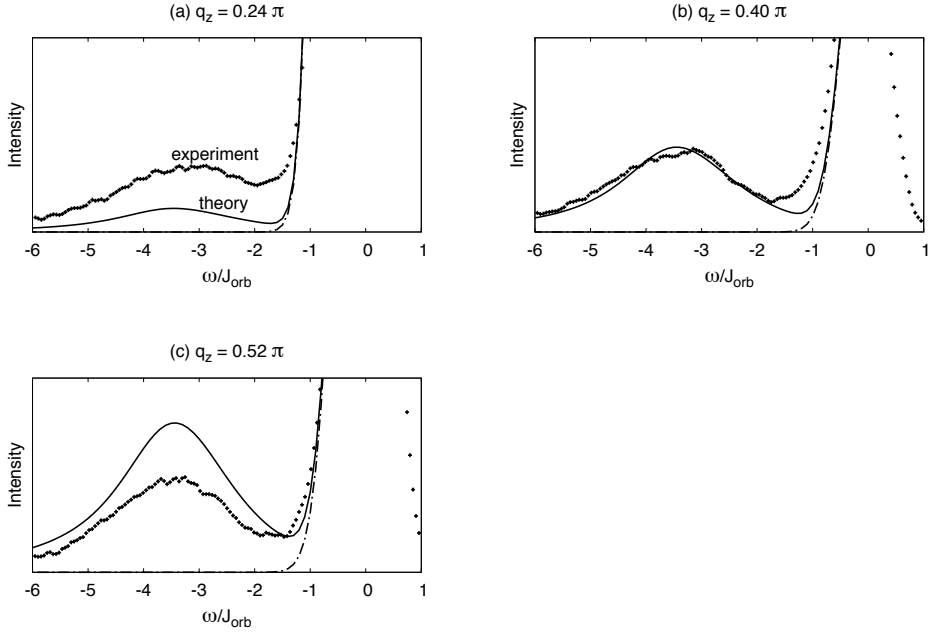 (a) q_z = 0.24 π
Intensity
experiment
theory
-6 -5 -4 -3 -2 -1 0 1
ω/J_orb
(b) q_z = 0.40 π
Intensity
-6 -5 -4 -3 -2 -1 0 1
ω/J_orb
(c) q_z = 0.52 π
Intensity
-6 -5 -4 -3 -2 -1 0 1
ω/J_orb